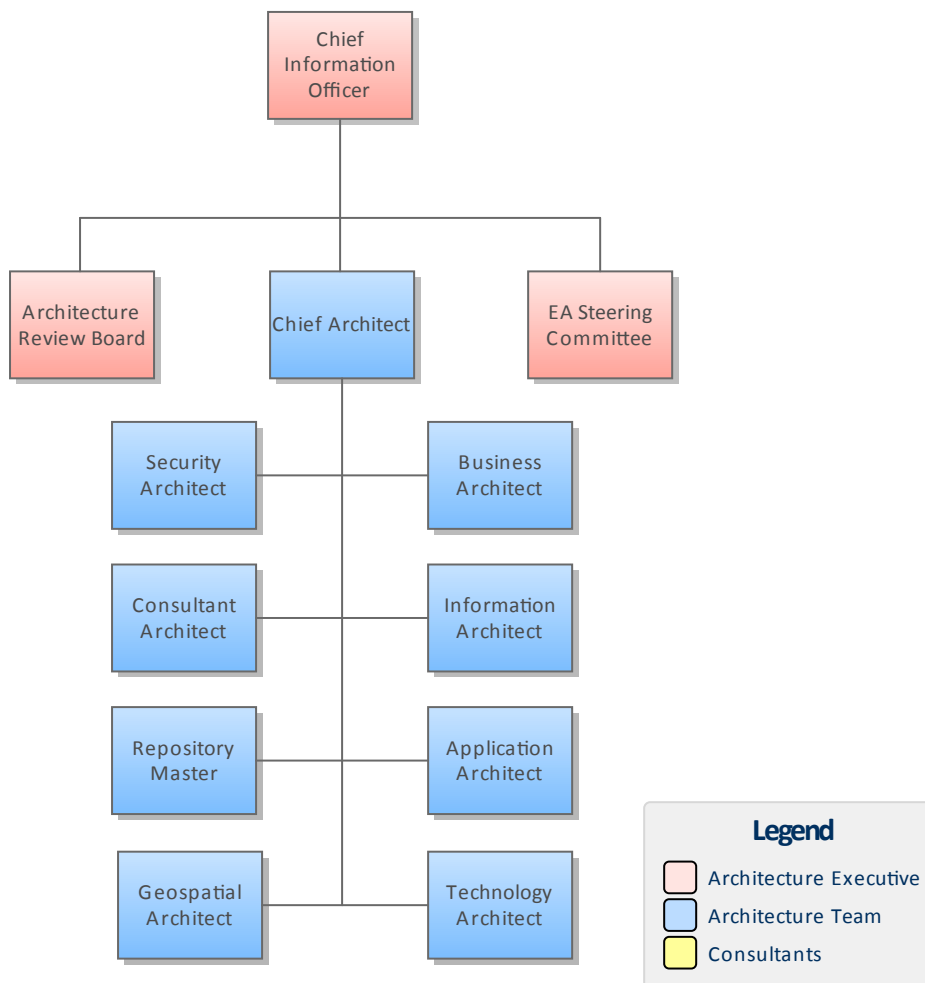 Chief
Information
Officer
Architecture
Review Board
Chief Architect
EA Steering
Committee
Security
Architect
Business
Architect
Consultant
Architect
Information
Architect
Repository
Master
Application
Architect
Geospatial
Architect
Technology
Architect
Legend
Architecture Executive
Architecture Team
Consultants